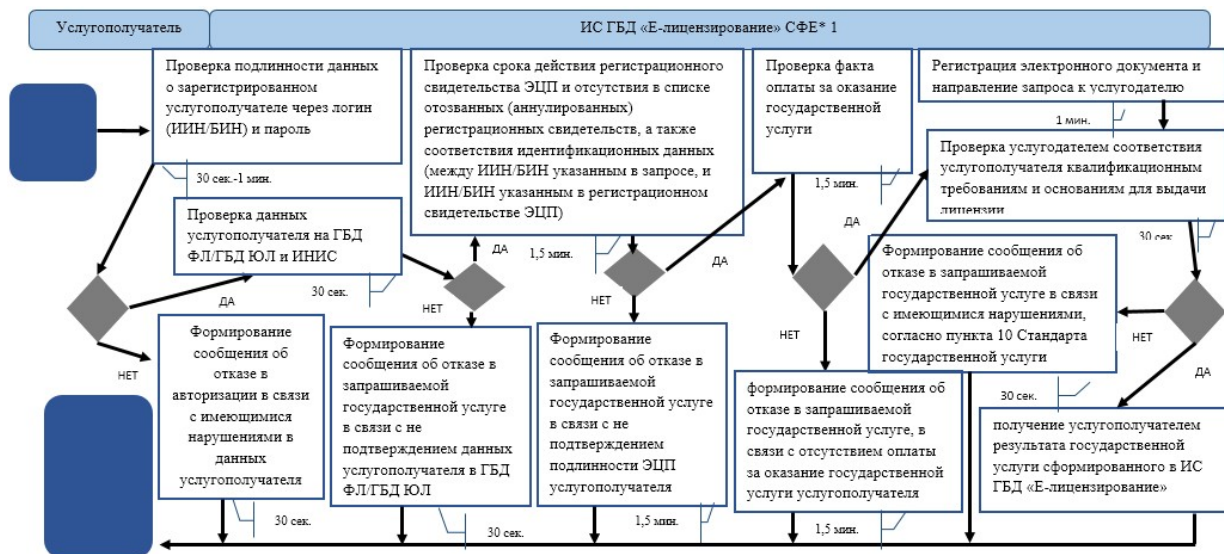 Услугополучатель
ИС ГБД «Е-лицензирование» СФЕ* 1
Проверка подлинности данных
о зарегистрированном
услугополучателе через логин
(ИИН/БИН) и пароль
30 сек.-1 мин.
Проверка срока действия регистрационного
свидетельства ЭЦП и отсутствия в списке
отозванных (аннулированных)
регистрационных свидетельств, а также
соответствия идентификационных данных
(между ИИН/БИН указанным в запросе, и
ИИН/БИН указанным в регистрационном
свидетельстве ЭЦП)
1,5 мин.
Проверка факта
оплаты за оказание
государственной
услуги
1,5 мин.
Регистрация электронного документа и
направление запроса к услугодателю
1 мин.
Проверка услугодателем соответствия
услугополучателя квалификационным
требованиям и основаниям для выдачи
лицензии
30 сек
Проверка данных
услугополучателя на ГБД
ФЛ/ГБД ЮЛ и ИНИС
30 сек.
ДА
ДА
ДА
ДА
ДА
НЕТ
НЕТ
НЕТ
НЕТ
НЕТ
Формирование
сообщения об
отказе в
авторизации в связи
с имеющимися
нарушениями в
данных
услугополучателя
30 сек.
Формирование
сообщения об отказе в
запрашиваемой
государственной услуге
в связи с не
подтверждением данных
услугополучателя в ГБД
ФЛ/ГБД ЮЛ
30 сек.
Формирование
сообщения об отказе в
запрашиваемой
государственной услуге
в связи с не
подтверждением
подлинности ЭЦП
услугополучателя
1,5 мин.
формирование сообщения об
отказе в запрашиваемой
государственной услуге, в
связи с отсутствием оплаты
за оказание государственной
услуги услугополучателя
1,5 мин.
Формирование сообщения об
отказе в запрашиваемой
государственной услуге в связи
с имеющимися нарушениями,
согласно пункта 10 Стандарта
государственной услуги
30 сек.
получение услугополучателем
результата государственной
услуги сформированного в ИС
ГБД «Е-лицензирование»